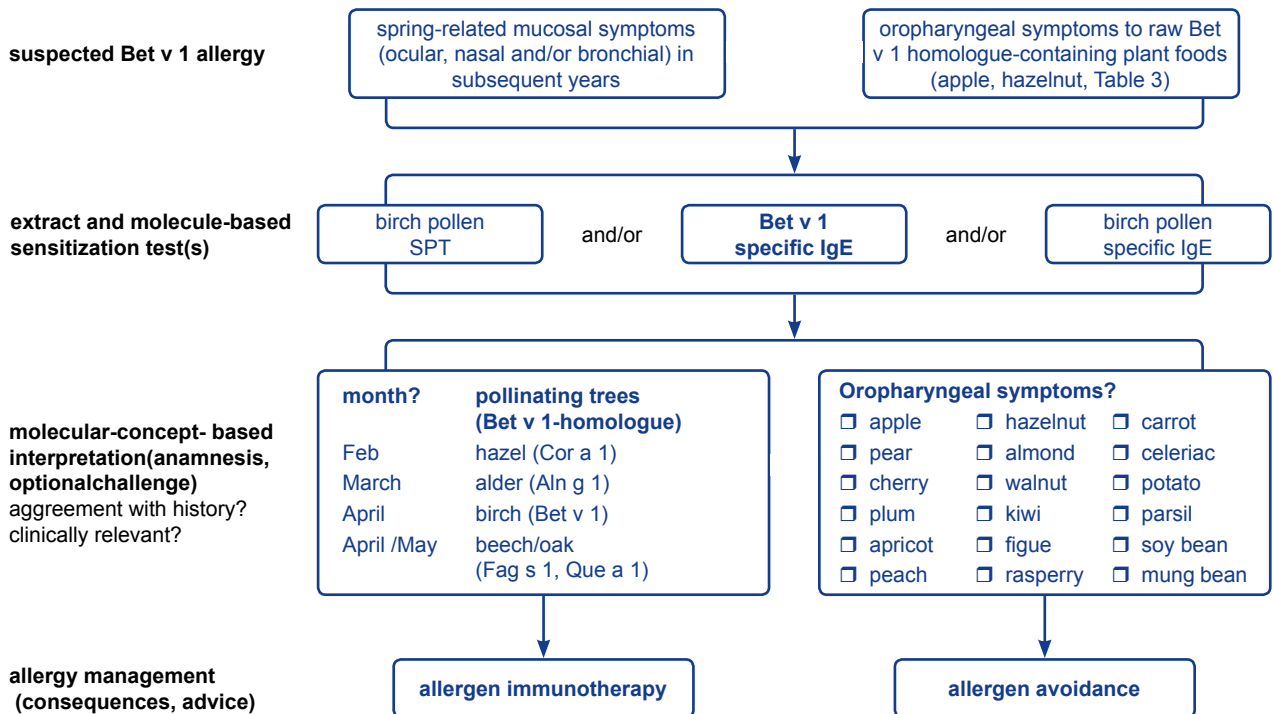 suspected Bet v 1 allergy
spring-related mucosal symptoms
(ocular, nasal and/or bronchial) in
subsequent years
oropharyngeal symptoms to raw Bet
v 1 homologue-containing plant foods
(apple, hazelnut, Table 3)
extract and molecule-based
sensitization test(s)
birch pollen
SPT
and/or
Bet v 1
specific IgE
and/or
birch pollen
specific IgE
molecular-concept- based
interpretation(anamnesis,
optionalchallenge)
aggreement with history?
clinically relevant?
month? pollinating trees
(Bet v 1-homologue)
Feb hazel (Cor a 1)
March alder (Aln g 1)
April birch (Bet v 1)
April /May beech/oak
(Fag s 1, Que a 1)
Oropharyngeal symptoms?
❒ apple ❒ hazelnut ❒ carrot
❒ pear ❒ almond ❒ celeriac
❒ cherry ❒ walnut ❒ potato
❒ plum ❒ kiwi ❒ parsil
❒ apricot ❒ figue ❒ soy bean
❒ peach ❒ rasperry ❒ mung bean
allergy management
(consequences, advice)
allergen immunotherapy
allergen avoidance